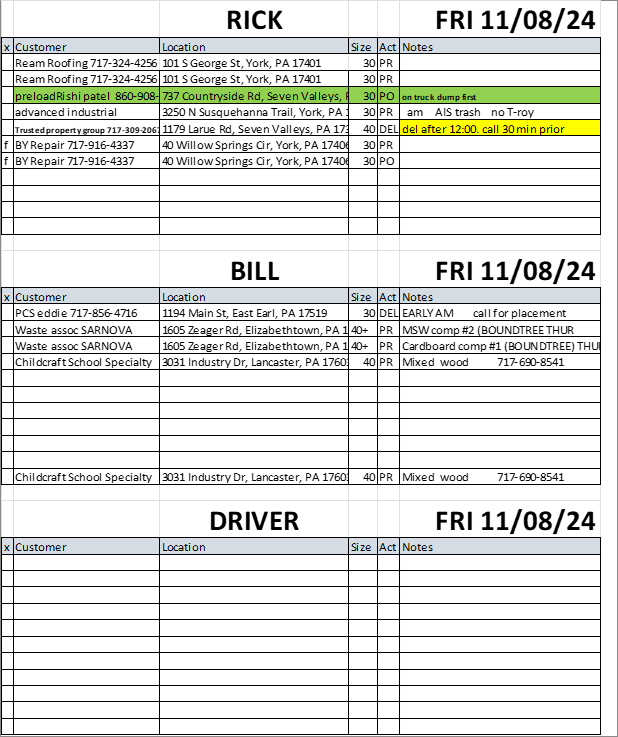 RICK FRI 11/08/24
x Customer Location Size Act Notes
Ream Roofing 717-324-4256 101 S George St, York, PA 17401 30 PR
Ream Roofing 717-324-4256 101 S George St, York, PA 17401 30 PR
preloadRishi patel 860-908- 737 Countryside Rd, Seven Valleys, 30 PO on truck dump first
advanced industrial 3250 N Susquehanna Trail, York, PA 1 30 PR am AIS trash no T-roy
Trusted property group 717-309-206 1179 Larue Rd, Seven Valleys, PA 173 40 DEL del after 12:00. call 30 min prior
f BY Repair 717-916-4337 40 Willow Springs Cir, York, PA 17406 30 PR
f BY Repair 717-916-4337 40 Willow Springs Cir, York, PA 17406 30 PO
BILL FRI 11/08/24
x Customer Location Size Act Notes
PCS eddie 717-856-4716 1194 Main St, East Earl, PA 17519 30 DEL EARLY AM call for placement
Waste assoc SARNOVA 1605 Zeager Rd, Elizabethtown, PA 1 40+ PR MSW comp #2 (BOUNDTREE THUR
Waste assoc SARNOVA 1605 Zeager Rd, Elizabethtown, PA 1 40+ PR Cardboard comp #1 (BOUNDTREE) THU
Childcraft School Specialty 3031 Industry Dr, Lancaster, PA 1760 40 PR Mixed wood 717-690-8541
Childcraft School Specialty 3031 Industry Dr, Lancaster, PA 1760 40 PR Mixed wood 717-690-8541
DRIVER FRI 11/08/24
x Customer Location Size Act Notes